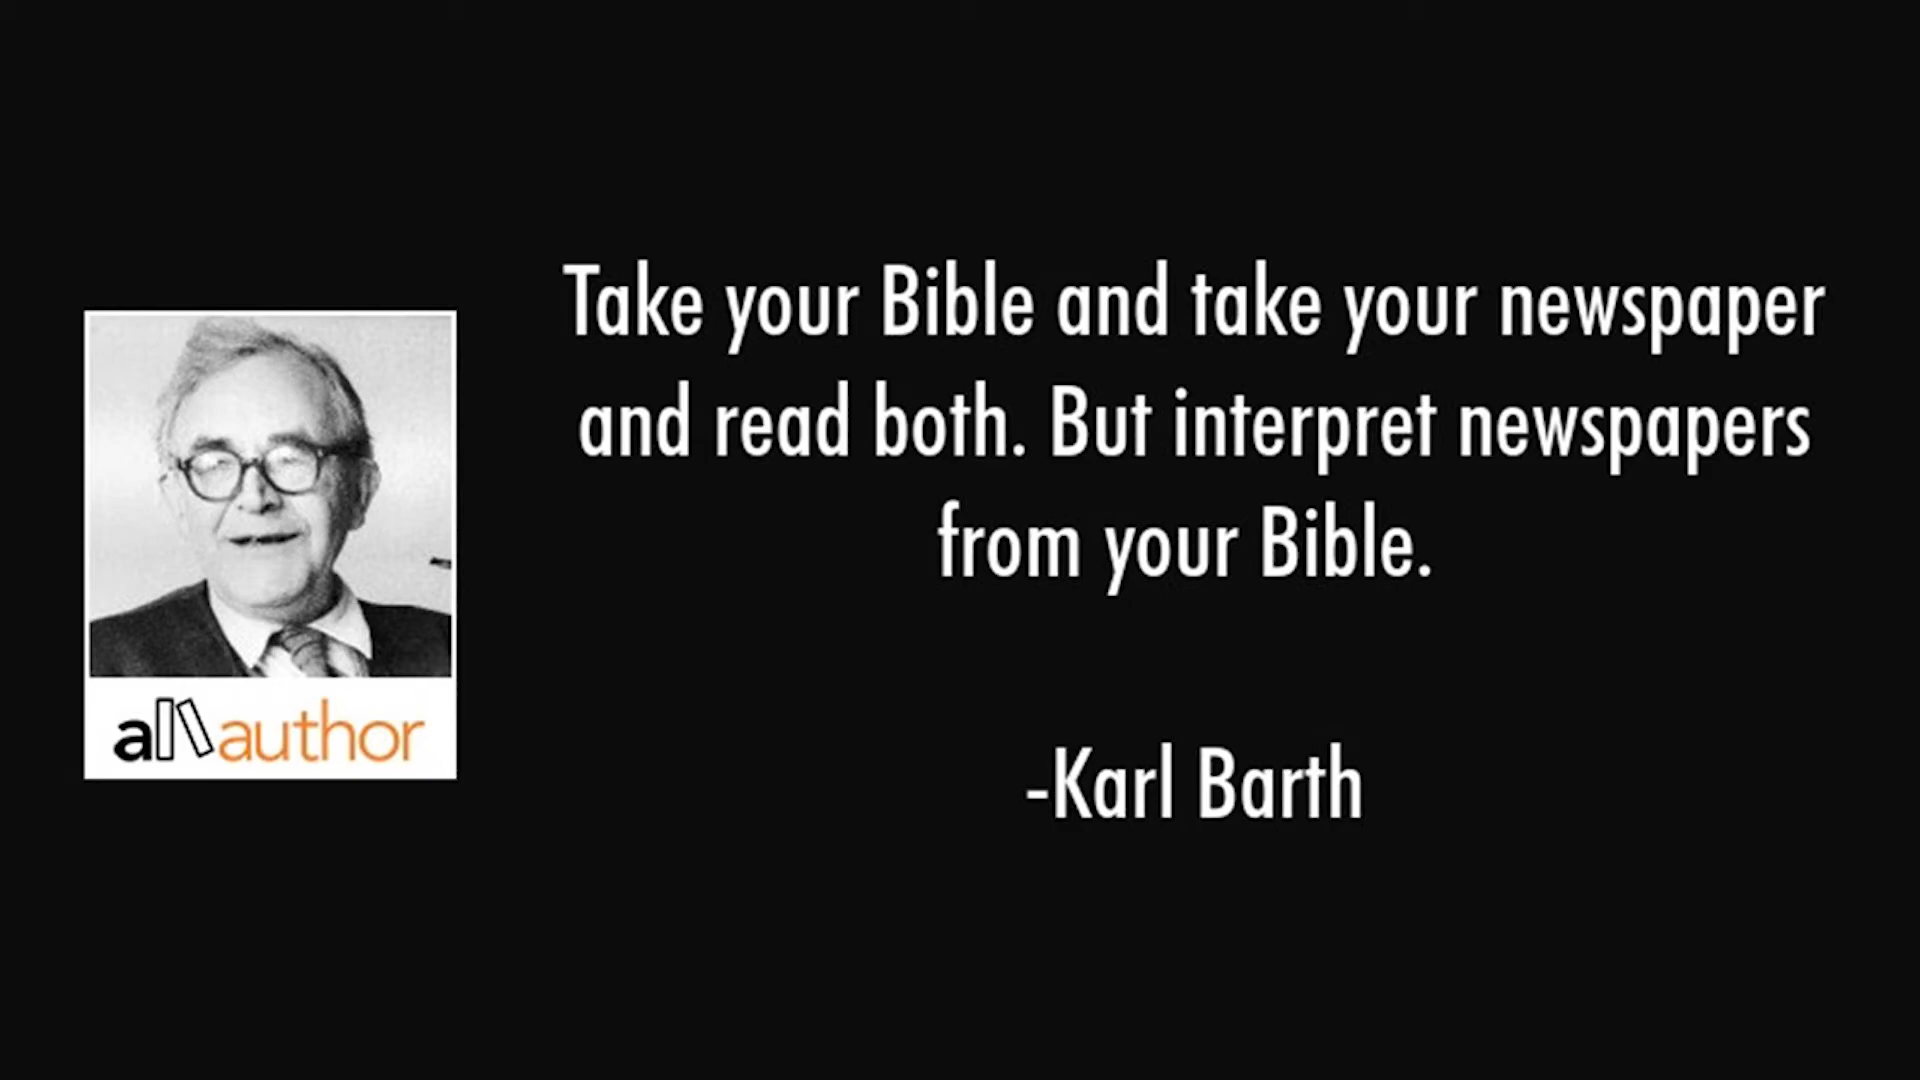 Take your Bible and take your newspaper
and read both. But interpret newspapers
from your Bible.
-Karl Barth
allauthor